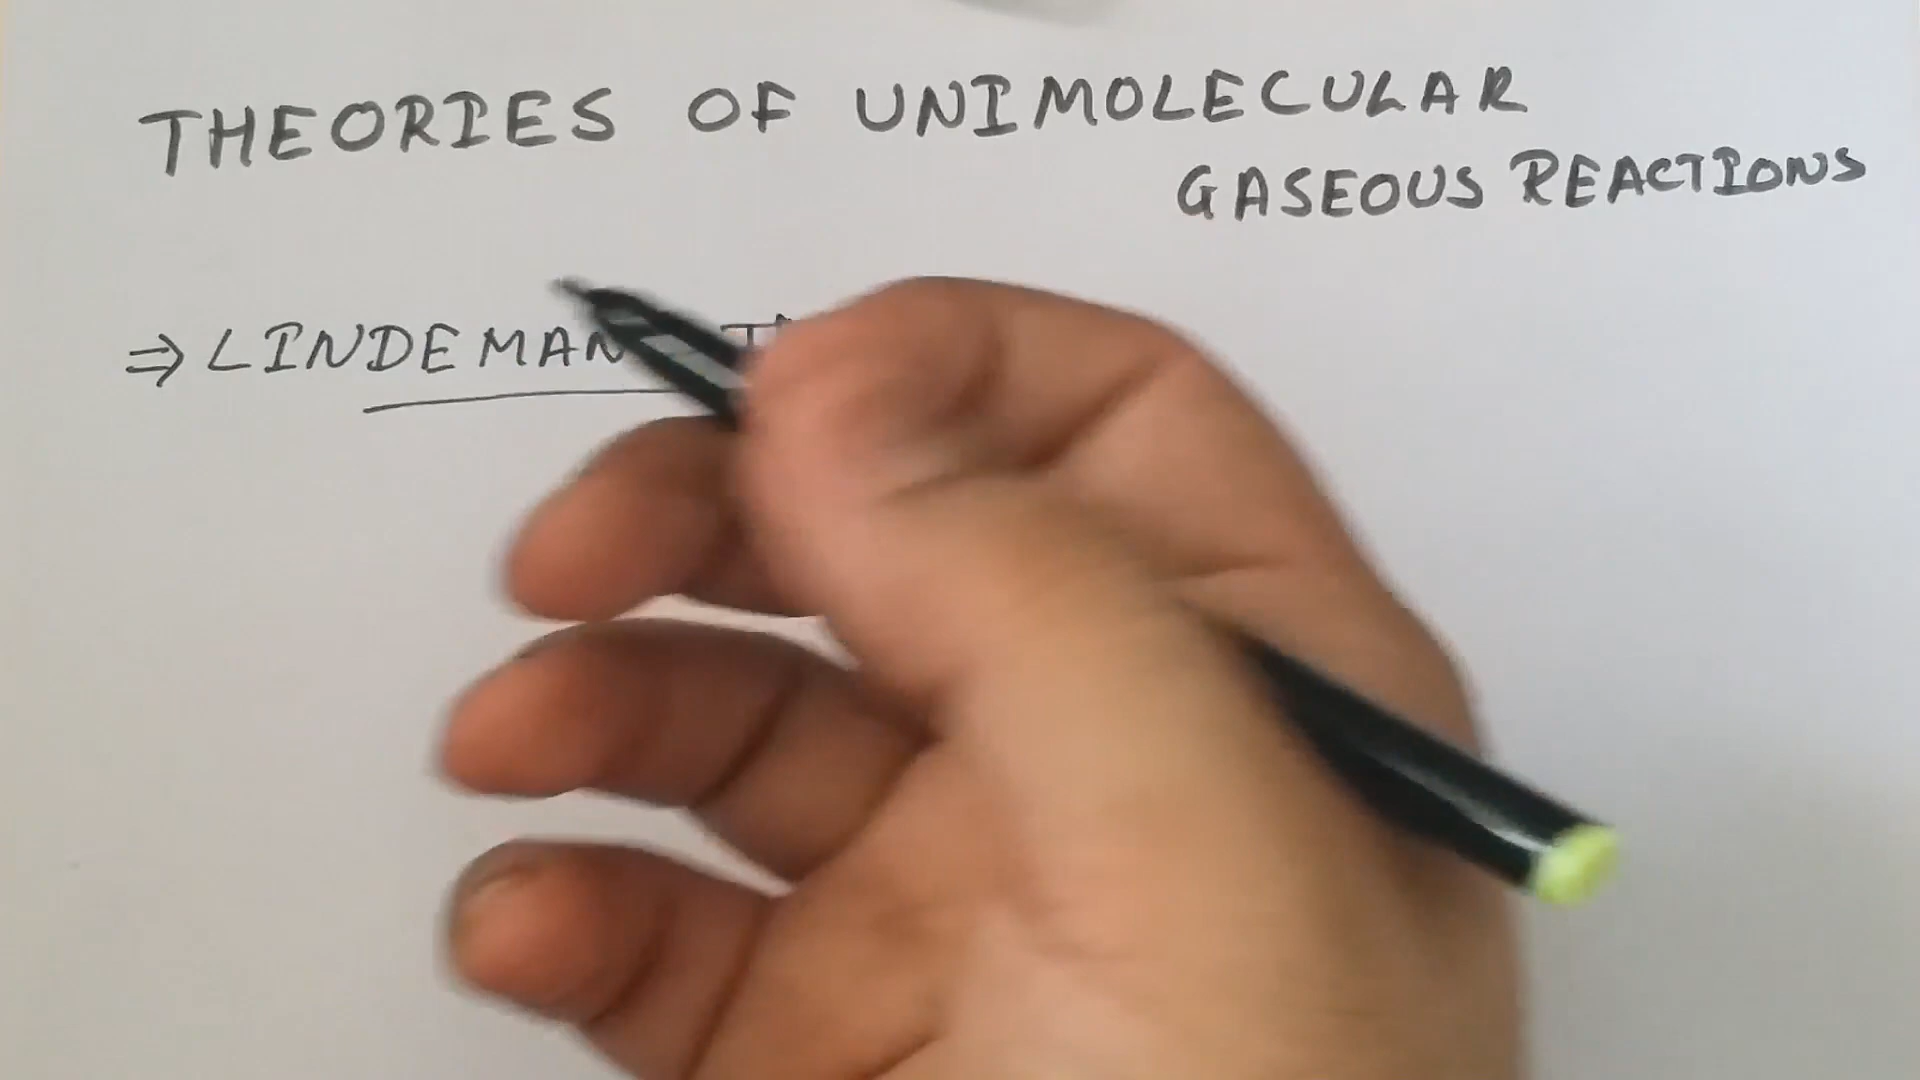 THEORIES OF UNIMOLECULAR
GASEOUS REACTIONS
⇒ LINDEMAN